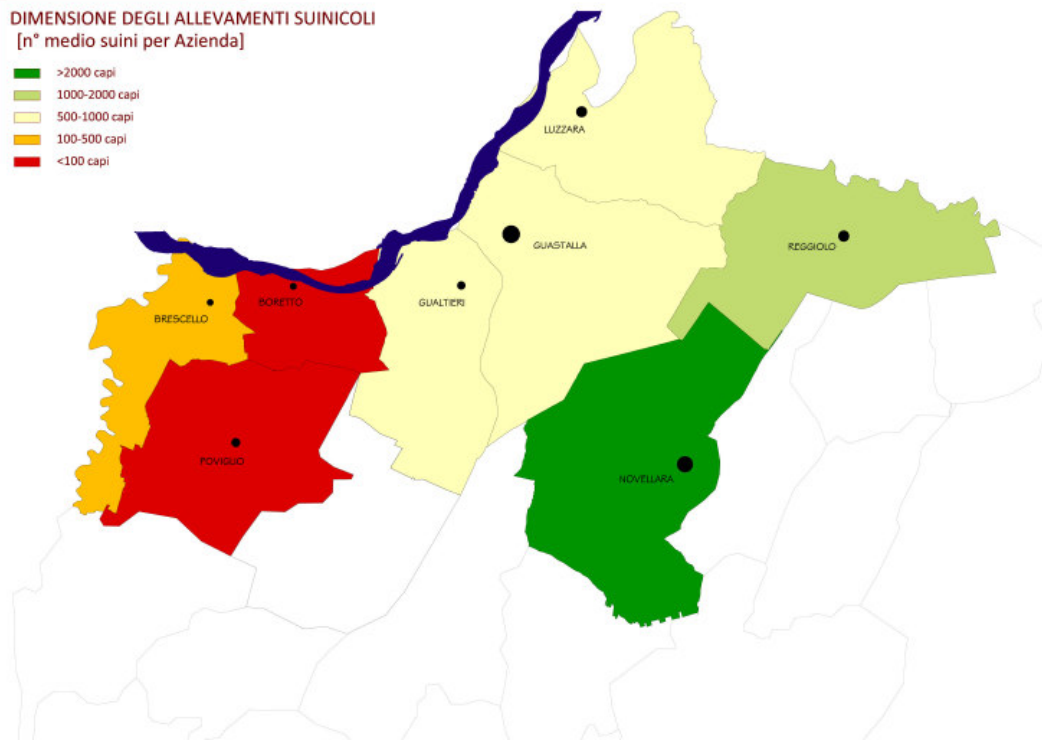 DIMENSIONE DEGLI ALLEVAMENTI SUINICOLI
[n° medio suini per Azienda]
>2000 capi
1000-2000 capi
500-1000 capi
100-500 capi
<100 capi
LUZZARA
GUASTALLA
REGGIOLO
GUALTIERI
BORETTO
BRESCELLO
POVIGLIO
NOVELLARA